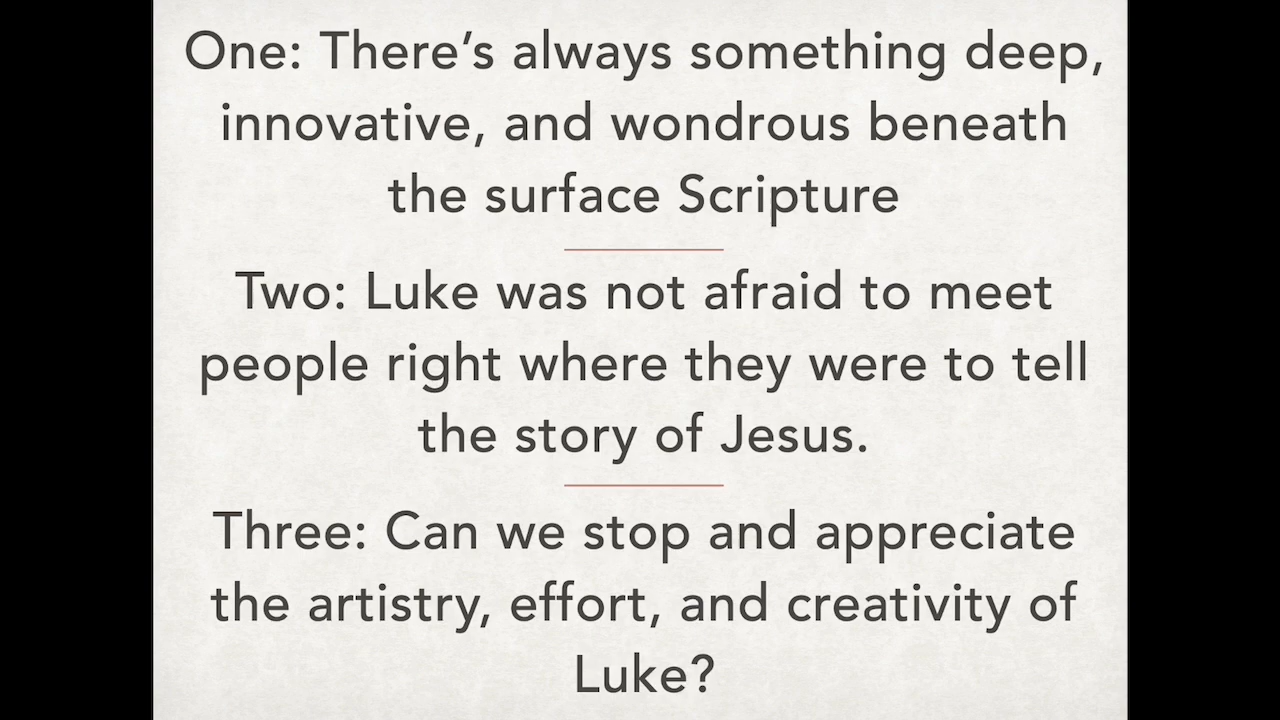 One: There’s always something deep,
innovative, and wondrous beneath
the surface Scripture
Two: Luke was not afraid to meet
people right where they were to tell
the story of Jesus.
Three: Can we stop and appreciate
the artistry, effort, and creativity of
Luke?